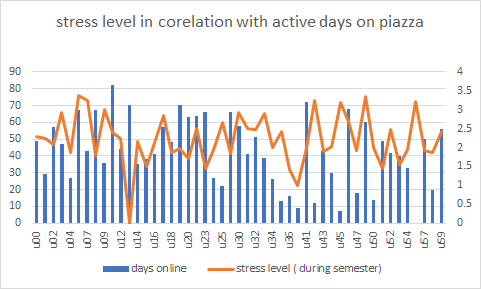 stress level in corelation with active days on piazza
90
80
70
60
50
40
30
20
10
0
4
3.5
3
2.5
2
1.5
1
0.5
0
u00
u02
u04
u07
u09
u12
u14
u16
u18
u20
u23
u25
u27
u30
u32
u34
u36
u41
u43
u45
u47
u50
u52
u54
u57
u59
days online
stress level ( during semester)